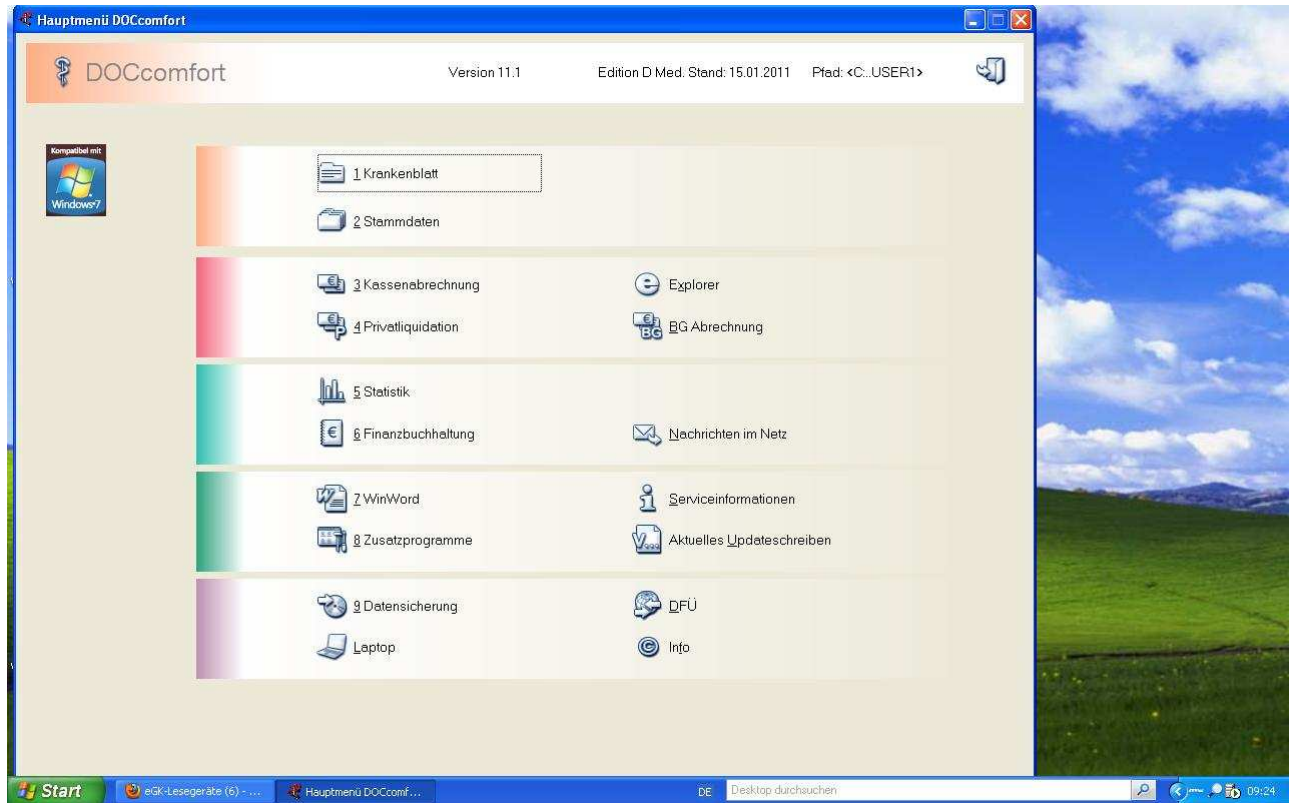 Hauptmenü DOCcomfort
DOCcomfort
Version 11.1
Edition D Med. Stand: 15.01.2011
Pfad: <C:..USER1>
Kompatibel mit
Windows 7
1 Krankenblatt
2 Stammdaten
3 Kassenabrechnung
Explorer
4 Privatliquidation
BG Abrechnung
5 Statistik
6 Finanzbuchhaltung
Nachrichten im Netz
7 WinWord
Serviceinformationen
8 Zusatzprogramme
Aktuelles Updateschreiben
9 Datensicherung
DFÜ
Laptop
Info
Start
eGK-Lesegeräte (6) - ...
Hauptmenü DOCcomf...
DE
Desktop durchsuchen
09:24